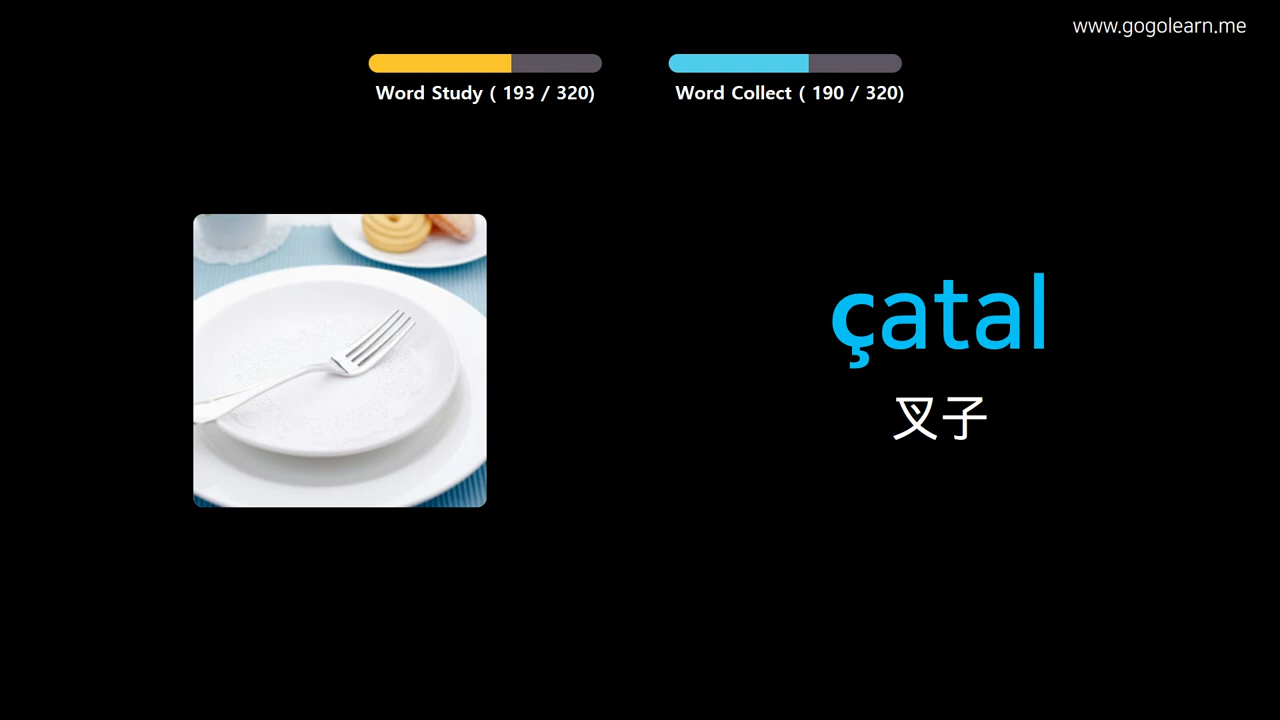 www.gogolearn.me
Word Study ( 193 / 320)
Word Collect ( 190 / 320)
çatal
叉子